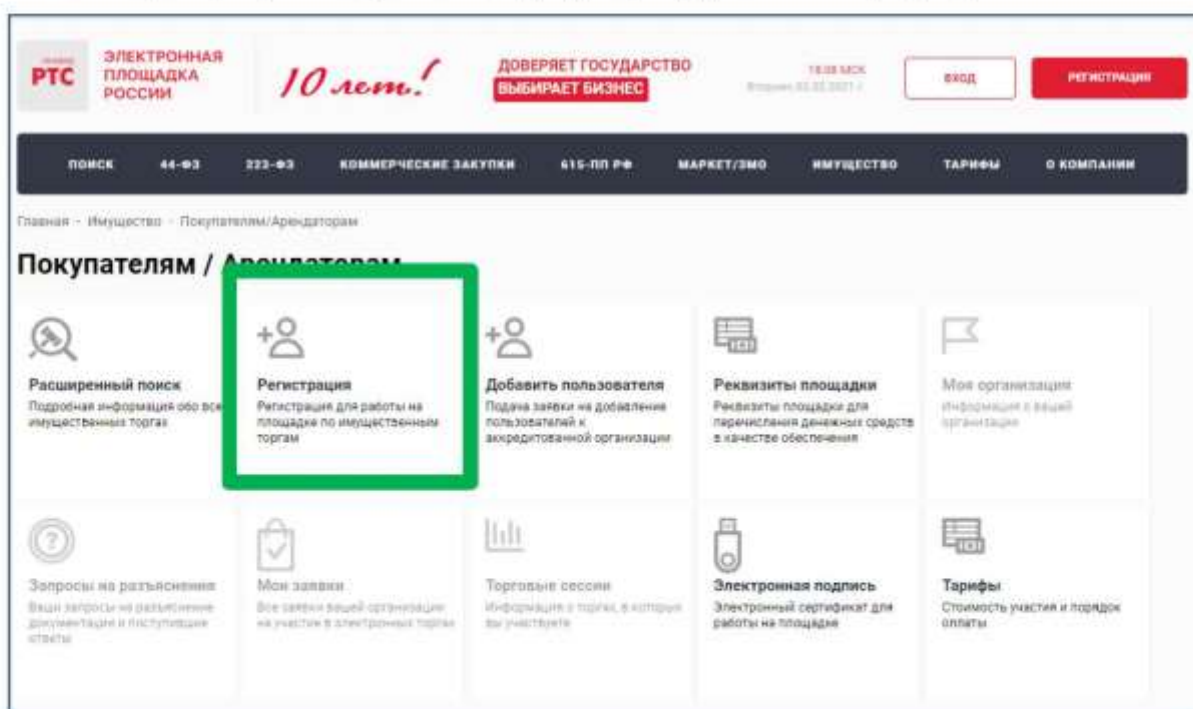 РТС
ЭЛЕКТРОННАЯ
ПЛОЩАДКА
РОССИИ
10 лет!
ДОВЕРЯЕТ ГОСУДАРСТВО
ВЫБИРАЕТ БИЗНЕС
МСК
Вторник
ВХОД
РЕГИСТРАЦИЯ
ПОИСК 44-ФЗ 223-ФЗ КОММЕРЧЕСКИЕ ЗАКУПКИ 615-ПП РФ МАРКЕТ/ЗМО ИМУЩЕСТВО ТАРИФЫ О КОМПАНИИ
Главная - Имущество - Покупателям/Арендаторам
Покупателям / Арендаторам
Расширенный поиск
Подробная информация обо все
имущественных торгах
Регистрация
Регистрация для работы на
площадке по имущественным
торгам
Добавить пользователя
Подача заявки на добавление
пользователей к
аккредитованной организации
Реквизиты площадки
Реквизиты площадки для
перечисления денежных средств
в качестве обеспечения
Моя организация
Информация о вашей
организации
Запросы на разъяснения
Ваши запросы на разъяснение
документации и поступившие
ответы
Мои заявки
Все заявки вашей организации
на участие в электронных торгах
Торговые сессии
Информация о торгах, в которых
вы участвуете
Электронная подпись
Электронный сертификат для
работы на площадке
Тарифы
Стоимость участия и порядок
оплаты